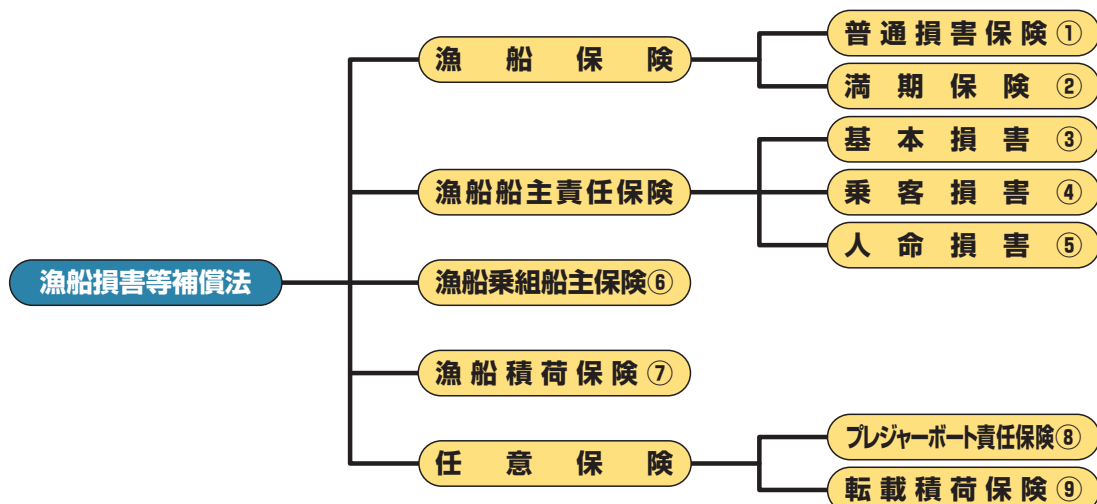 漁船損害等補償法
漁船保険
普通損害保険①
満期保険②
漁船船主責任保険
基本損害③
乗客損害④
人命損害⑤
漁船乗組船主保険⑥
漁船積荷保険⑦
任意保険
プレジャーボート責任保険⑧
転載積荷保険⑨